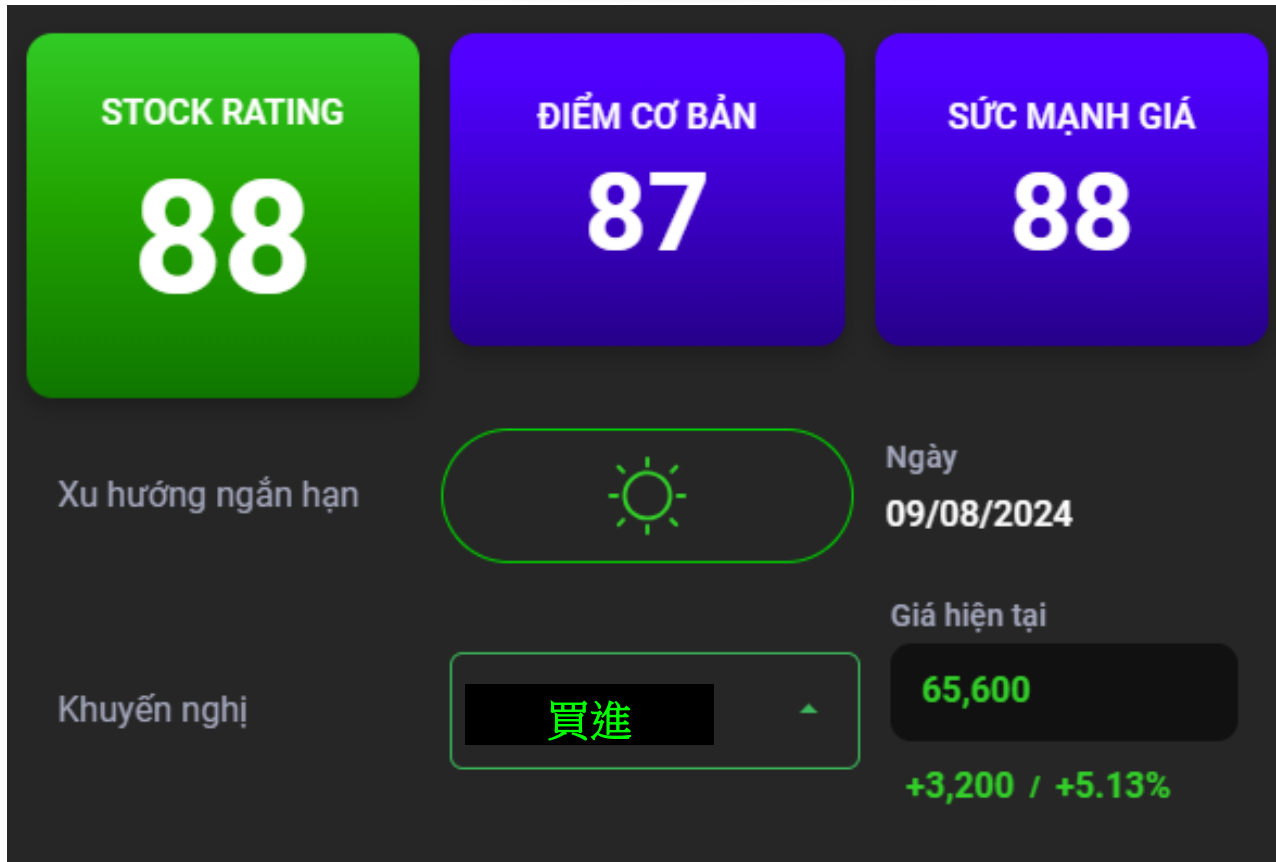 STOCK RATING
88
ĐIỂM CƠ BẢN
87
SỨC MẠNH GIÁ
88
Xu hướng ngắn hạn
Ngày
09/08/2024
Khuyến nghị
買進
Giá hiện tại
65,600
+3,200 / +5.13%